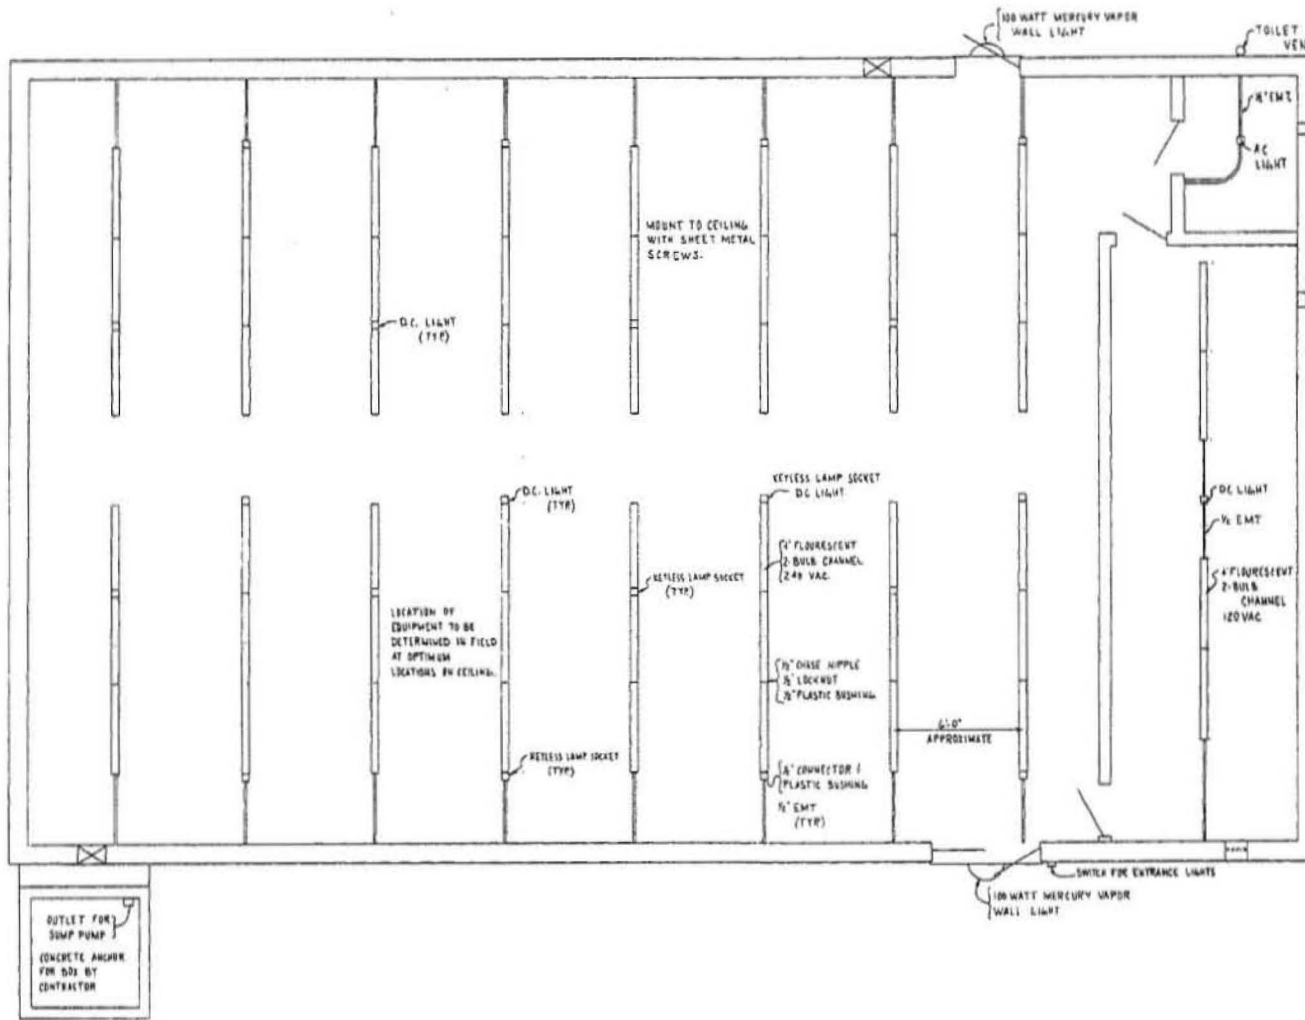 100 WATT MERCURY VAPOR
WALL LIGHT
TOILET
VEN
½" EMT
AC
LIGHT
MOUNT TO CEILING
WITH SHEET METAL
SCREWS.
D.C. LIGHT
(TYP)
D.C. LIGHT
(TYP)
KEYLESS LAMP SOCKET
D.C LIGHT
DC LIGHT
½ EMT
4' FLOURESCENT
2-BULB CHANNEL
240 VAC.
KEYLESS LAMP SOCKET
(TYP)
4' FLOURESCENT
2-BULB
CHANNEL
120 VAC
LOCATION OF
EQUIPMENT TO BE
DETERMINED IN FIELD
AT OPTIMUM
LOCATIONS ON CEILING.
½" CHASE NIPPLE
½" LOCKNUT
½" PLASTIC BUSHING
6'-0"
APPROXIMATE
KEYLESS LAMP SOCKET
(TYP)
½" CONNECTOR &
PLASTIC BUSHING
½" EMT
(TYP)
SWITCH FOR ENTRANCE LIGHTS
100 WATT MERCURY VAPOR
WALL LIGHT
OUTLET FOR
SUMP PUMP
CONCRETE ANCHOR
FOR BOX BY
CONTRACTOR